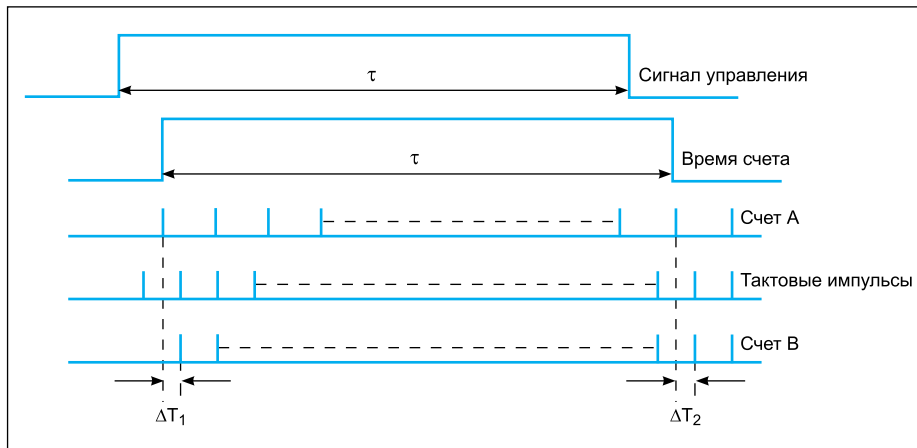 τ
Сигнал управления
τ
Время счета
Счет А
Тактовые импульсы
Счет В
ΔT₁
ΔT₂